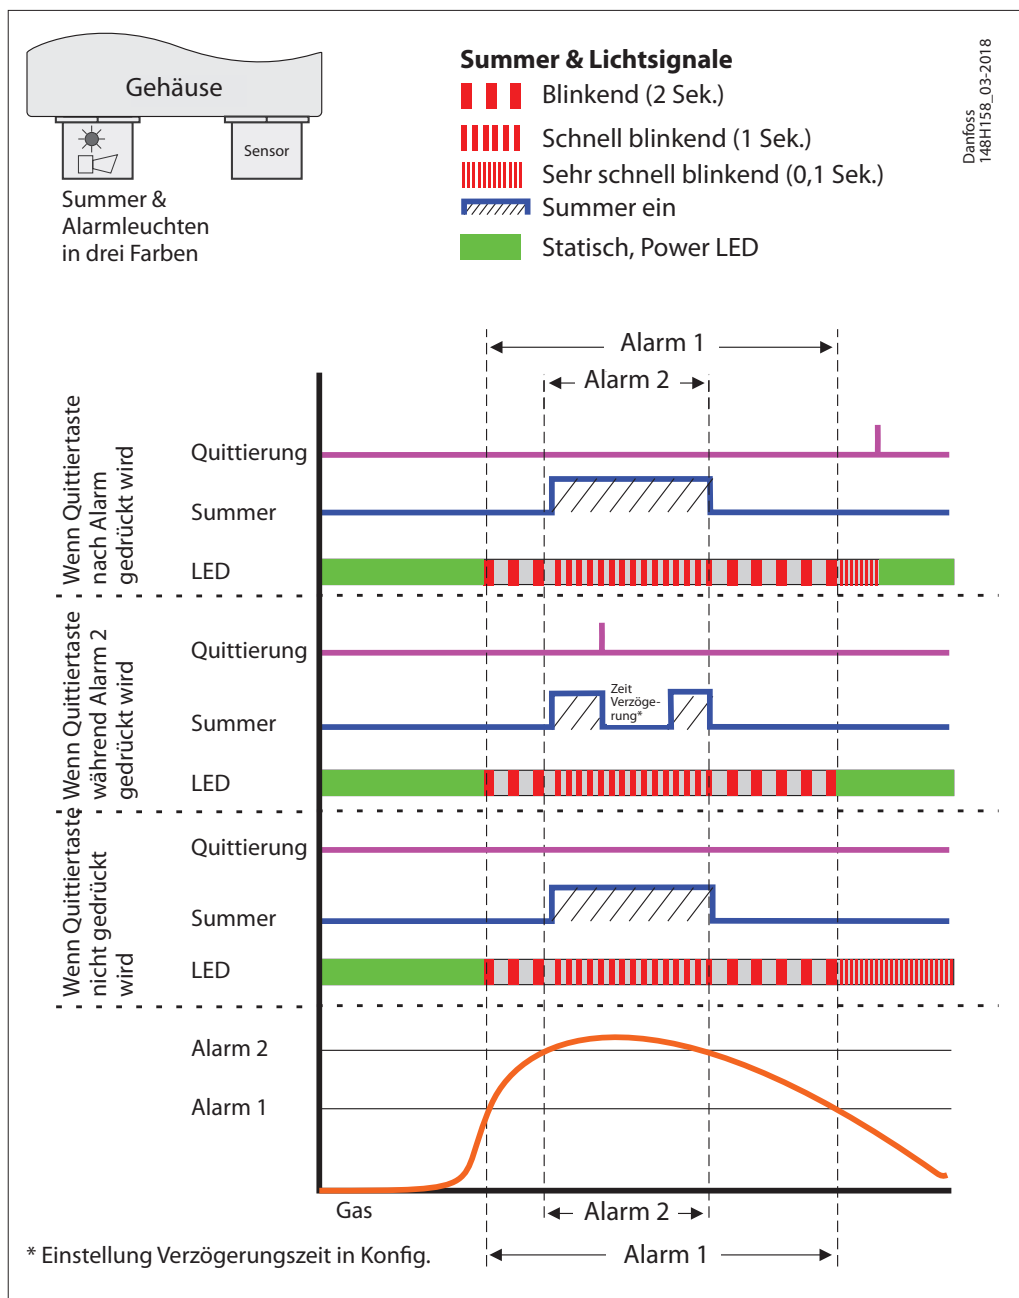 Gehäuse
Sensor
Summer &
Alarmleuchten
in drei Farben
Summer & Lichtsignale
Blinkend (2 Sek.)
Schnell blinkend (1 Sek.)
Sehr schnell blinkend (0,1 Sek.)
Summer ein
Statisch, Power LED
Danfoss
148H158_03-2018
Alarm 1
Alarm 2
Wenn Quittiertaste
nach Alarm
gedrückt wird
Quittierung
Summer
LED
Wenn Quittiertaste
während Alarm 2
gedrückt wird
Quittierung
Zeit
Verzöge-
rung*
Summer
LED
Wenn Quittiertaste
nicht gedrückt
wird
Quittierung
Summer
LED
Alarm 2
Alarm 1
Gas
Alarm 2
Alarm 1
* Einstellung Verzögerungszeit in Konfig.